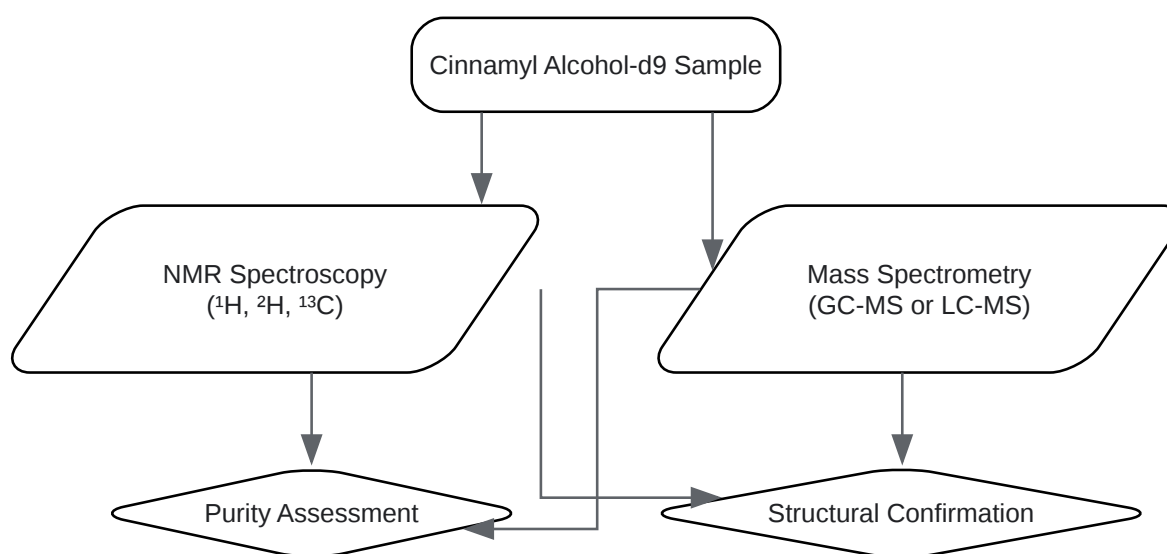 Cinnamyl Alcohol-d9 Sample
NMR Spectroscopy
(¹H, ²H, ¹³C)
Mass Spectrometry
(GC-MS or LC-MS)
Purity Assessment
Structural Confirmation